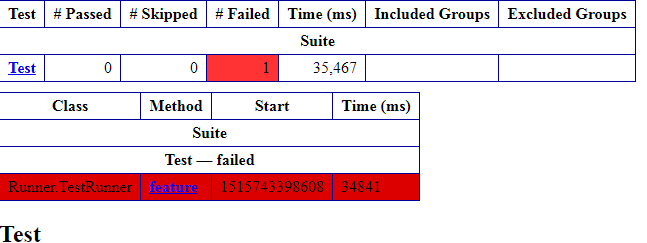 Test # Passed # Skipped # Failed Time (ms) Included Groups Excluded Groups
Suite
Test 0 0 1 35,467
Class Method Start Time (ms)
Suite
Test — failed
Runner.TestRunner feature 1515743398608 34841
Test